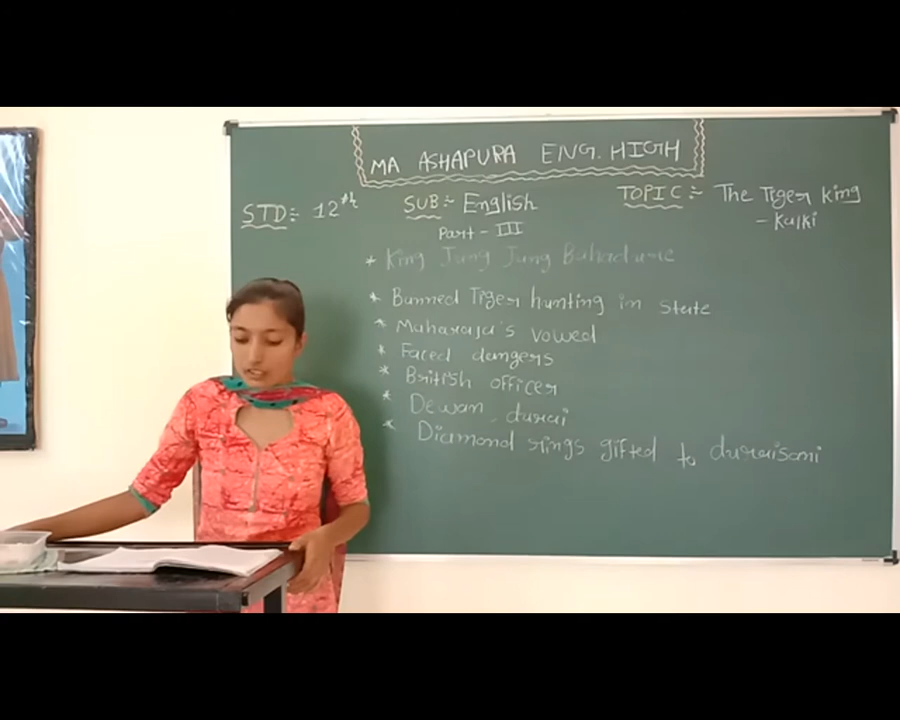 MA ASHAPURA ENG. HIGH
STD:- 12th SUB:- English TOPIC:- The Tiger King
Part - III - Kalki
* King Jung Jung Bahadure
* Banned Tiger hunting in state
* Maharaja's vowed
* Faced dangers
* British officer
* Dewan . durai
* Diamond rings gifted to duraisani